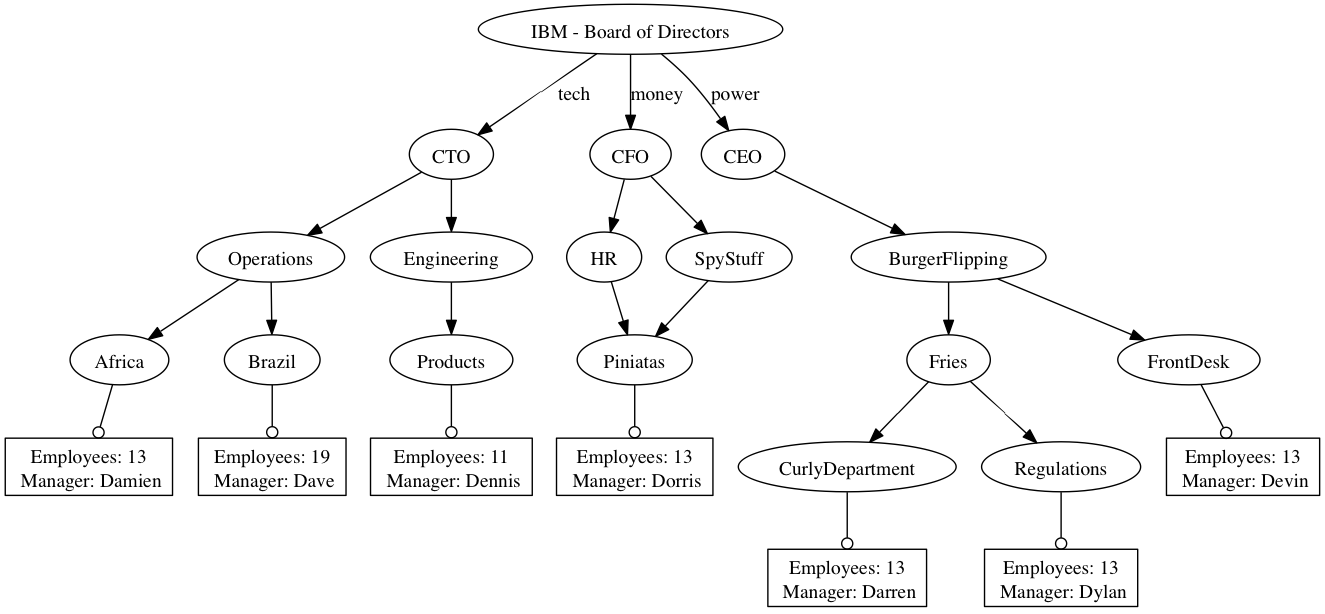 IBM - Board of Directors
tech
money
power
CTO
CFO
CEO
Operations
Engineering
HR
SpyStuff
BurgerFlipping
Africa
Brazil
Products
Piniatas
Fries
FrontDesk
Employees: 13
Manager: Damien
Employees: 19
Manager: Dave
Employees: 11
Manager: Dennis
Employees: 13
Manager: Dorris
CurlyDepartment
Regulations
Employees: 13
Manager: Devin
Employees: 13
Manager: Darren
Employees: 13
Manager: Dylan